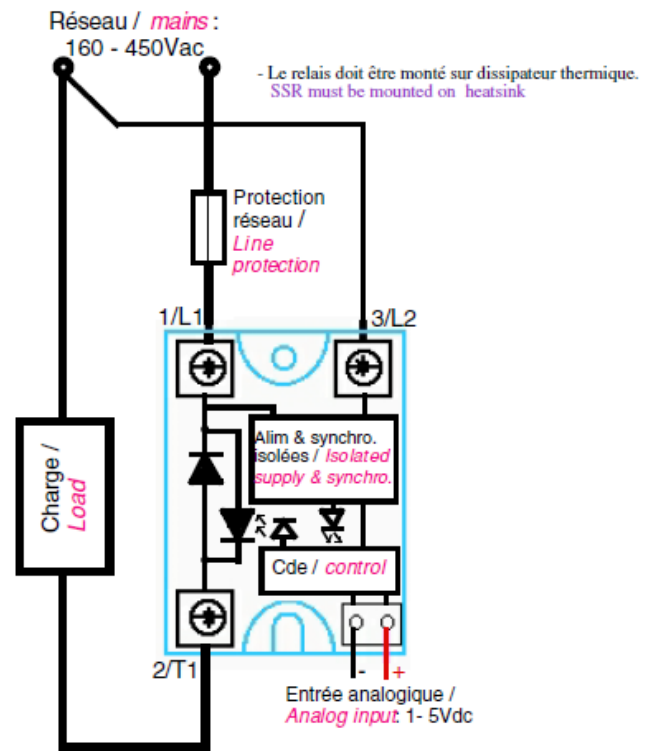 Réseau / mains :
160 - 450Vac
- Le relais doit être monté sur dissipateur thermique.
SSR must be mounted on heatsink
Protection
réseau /
Line
protection
1/L1
3/L2
Charge /
Load
Alim & synchro.
isolées / Isolated
supply & synchro.
Cde / control
2/T1
- +
Entrée analogique /
Analog input: 1- 5Vdc